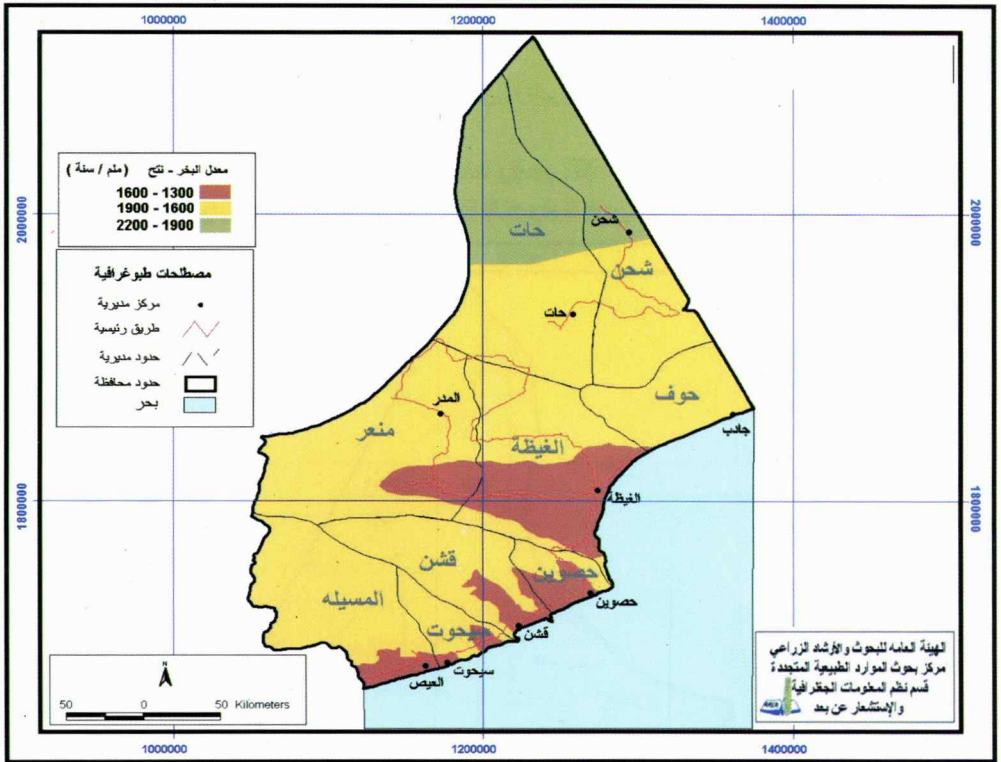 1000000 1200000 1400000
معدل البخر - نتح (ملم / سنة)
1600 - 1300
1900 - 1600
2200 - 1900
مصطلحات طبوغرافية
مركز مديرية
طريق رئيسية
حدود مديرية
حدود محافظة
بحر
2000000
2000000
1800000
1800000
حات
شحن
شحن
حات
حوف
جاذب
المدر
منعر
الغيظة
الغيظة
قشن
حصوين
حصوين
المسيله
قشن
سيحوت
سيحوت
العيص
N
50 0 50 Kilometers
الهيئة العامه للبحوث والأرشاد الزراعي
مركز بحوث الموارد الطبيعية المتجددة
قسم نظم المعلومات الجغرافية
والإستشعار عن بعد
AREA
1000000 1200000 1400000